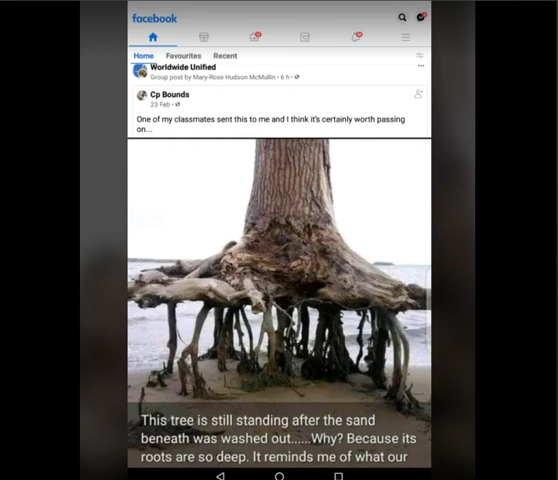 facebook
Home Favourites Recent
Worldwide Unified
Group post by Mary-Rose Hudson McMullin • 6 h •
Cp Bounds
23 Feb •
One of my classmates sent this to me and I think it's certainly worth passing
on...
This tree is still standing after the sand
beneath was washed out......Why? Because its
roots are so deep. It reminds me of what our